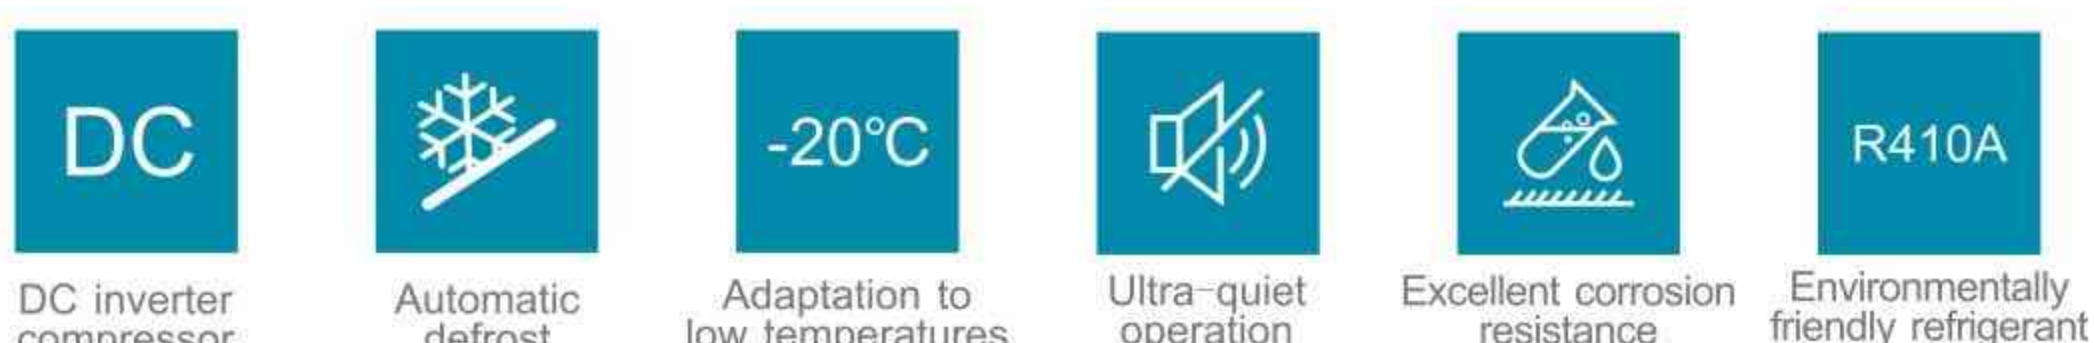 DC
-20°C
R410A
DC inverter
compressor
Automatic
defrost
Adaptation to
low temperatures
Ultra-quiet
operation
Excellent corrosion
resistance
Environmentally
friendly refrigerant